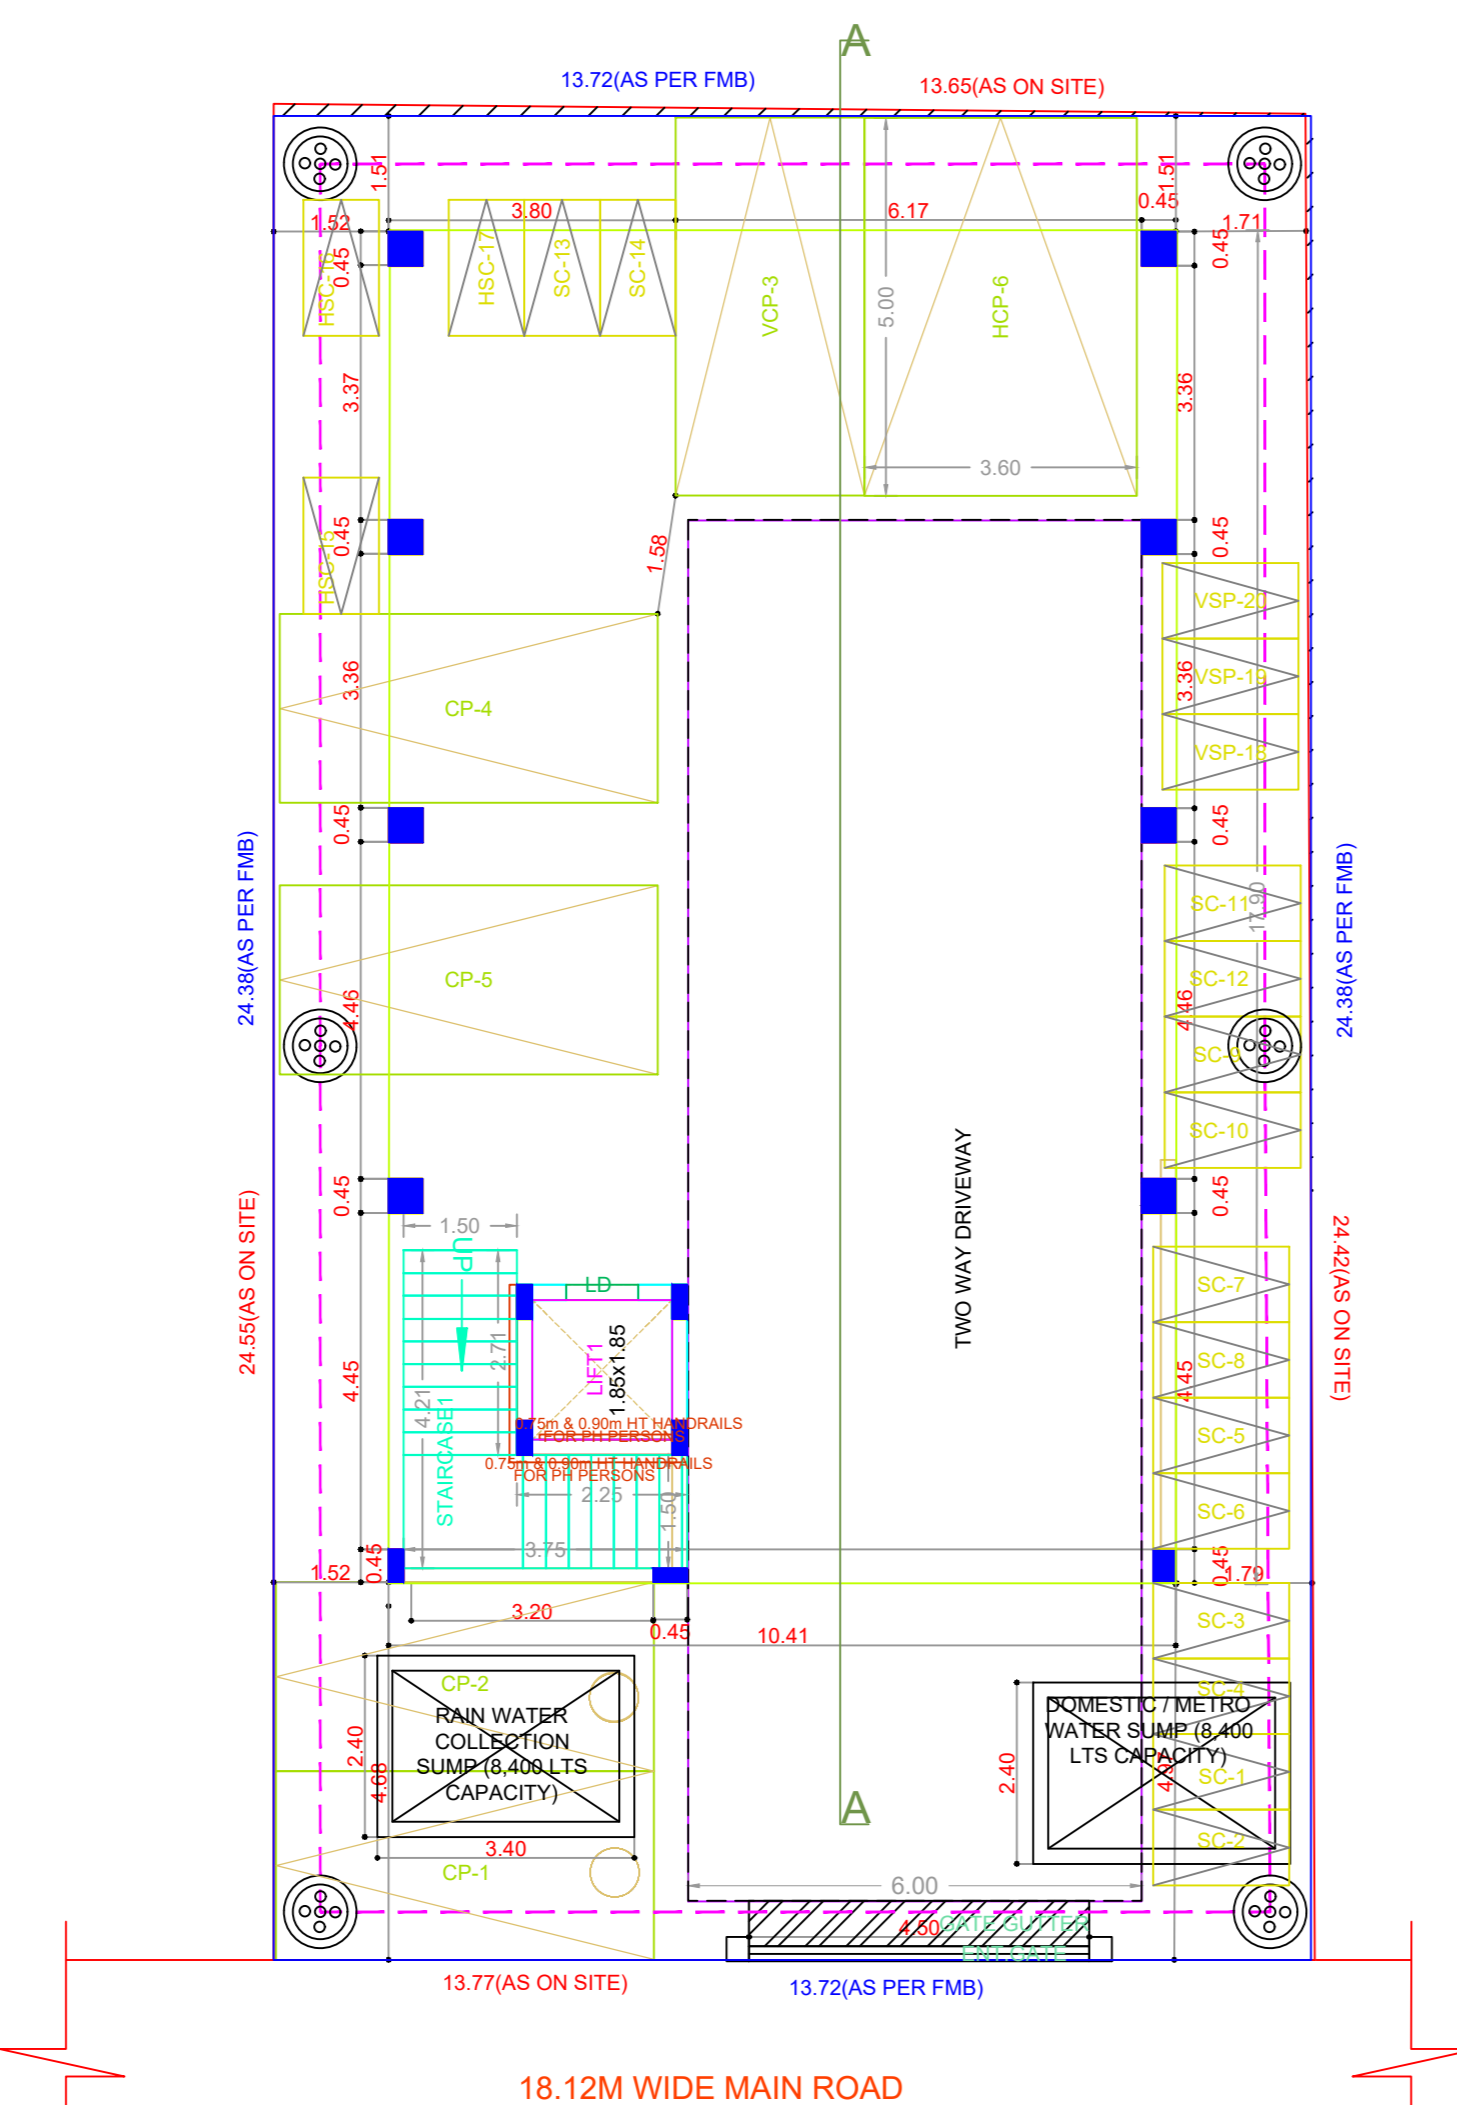 A
13.72(AS PER FMB)
13.65(AS ON SITE)
1.51
1.51
3.80
6.17
0.45
1.52
1.71
0.45
0.45
HSC-16
HSC-17
SC-13
SC-14
VCP-3
5.00
HCP-6
3.37
3.36
3.60
0.45
HSC-15
1.58
0.45
VSP-20
3.36
CP-4
3.36
VSP-19
VSP-18
0.45
0.45
24.38(AS PER FMB)
24.38(AS PER FMB)
SC-11
17.90
CP-5
SC-12
4.46
4.46
SC-9
SC-10
TWO WAY DRIVEWAY
0.45
0.45
1.50
UP
24.55(AS ON SITE)
24.42(AS ON SITE)
LD
SC-7
2.71
LIFT1
1.85x1.85
SC-8
4.45
4.45
4.21
0.75m & 0.90m HT HANDRAILS
FOR PH PERSONS
STAIRCASE1
0.75m & 0.90m HT HANDRAILS
FOR PH PERSONS
SC-5
2.25
1.50
SC-6
3.75
0.45
0.45
1.52
1.79
3.20
0.45
10.41
SC-3
CP-2
SC-4
RAIN WATER
COLLECTION
SUMP (8,400 LTS
CAPACITY)
DOMESTIC / METRO
WATER SUMP (8,400
LTS CAPACITY)
2.40
4.68
2.40
4.97
SC-1
A
SC-2
3.40
CP-1
6.00
4.50
GATE GUTTER
ENT.GATE
13.77(AS ON SITE)
13.72(AS PER FMB)
18.12M WIDE MAIN ROAD